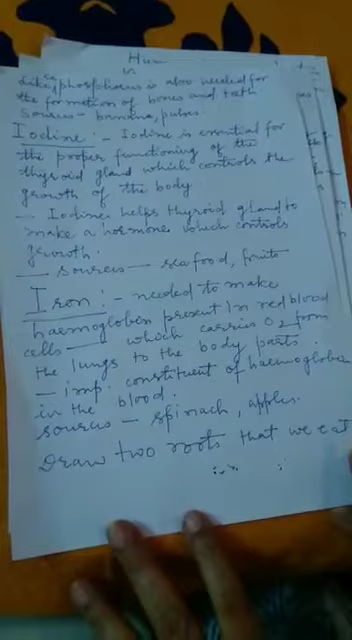 Hu
in
like phosphorus is also needed for
the formation of bones and teeth
sources - banana, pulses.
Iodine :- Iodine is essential for
the proper functioning of the
thyroid gland which controls the
growth of the body.
- Iodine helps thyroid gland to
make a hormone which controls
growth.
- sources - seafood, fruits
Iron :- needed to make
haemoglobin present in red blood
cells - which carries O2 from
the lungs to the body parts.
- imp. constituent of haemoglobin
in the blood.
sources - spinach, apples.
Draw two roots that we eat